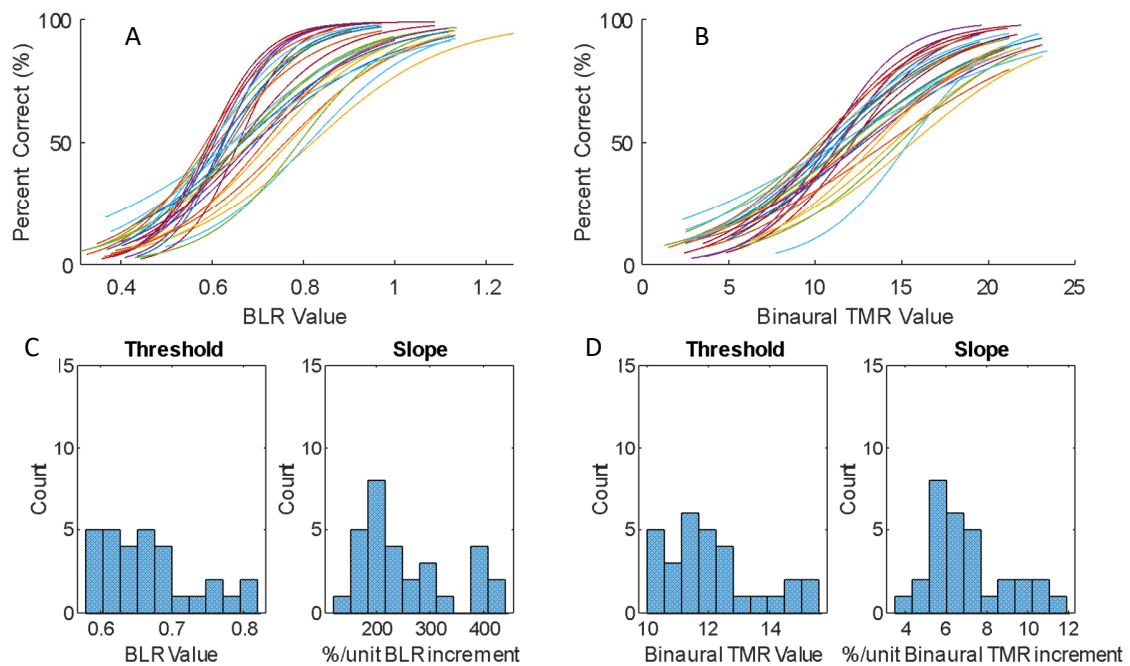 A
Percent Correct (%)
100
50
0
0.4 0.6 0.8 1 1.2
BLR Value
B
Percent Correct (%)
100
50
0
0 5 10 15 20 25
Binaural TMR Value
C
Threshold
Count
15
10
5
0
0.6 0.7 0.8
BLR Value
Slope
Count
15
10
5
0
200 300 400
%/unit BLR increment
D
Threshold
Count
15
10
5
0
10 12 14
Binaural TMR Value
Slope
Count
15
10
5
0
4 6 8 10 12
%/unit Binaural TMR increment